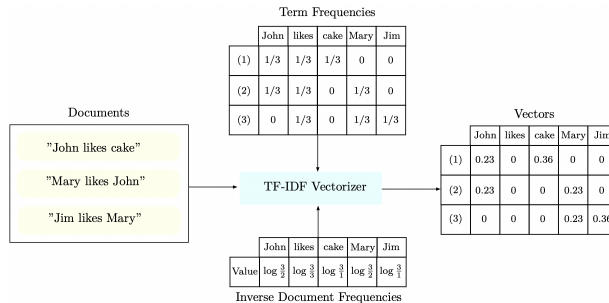 Term Frequencies
John likes cake Mary Jim
(1) 1/3 1/3 1/3 0 0
(2) 1/3 1/3 0 1/3 0
(3) 0 1/3 0 1/3 1/3
Documents
"John likes cake"
"Mary likes John"
"Jim likes Mary"
TF-IDF Vectorizer
Vectors
John likes cake Mary Jim
(1) 0.23 0 0.36 0 0
(2) 0.23 0 0 0.23 0
(3) 0 0 0 0.23 0.36
John likes cake Mary Jim
Value log 3/2 log 3/3 log 3/1 log 3/2 log 3/1
Inverse Document Frequencies